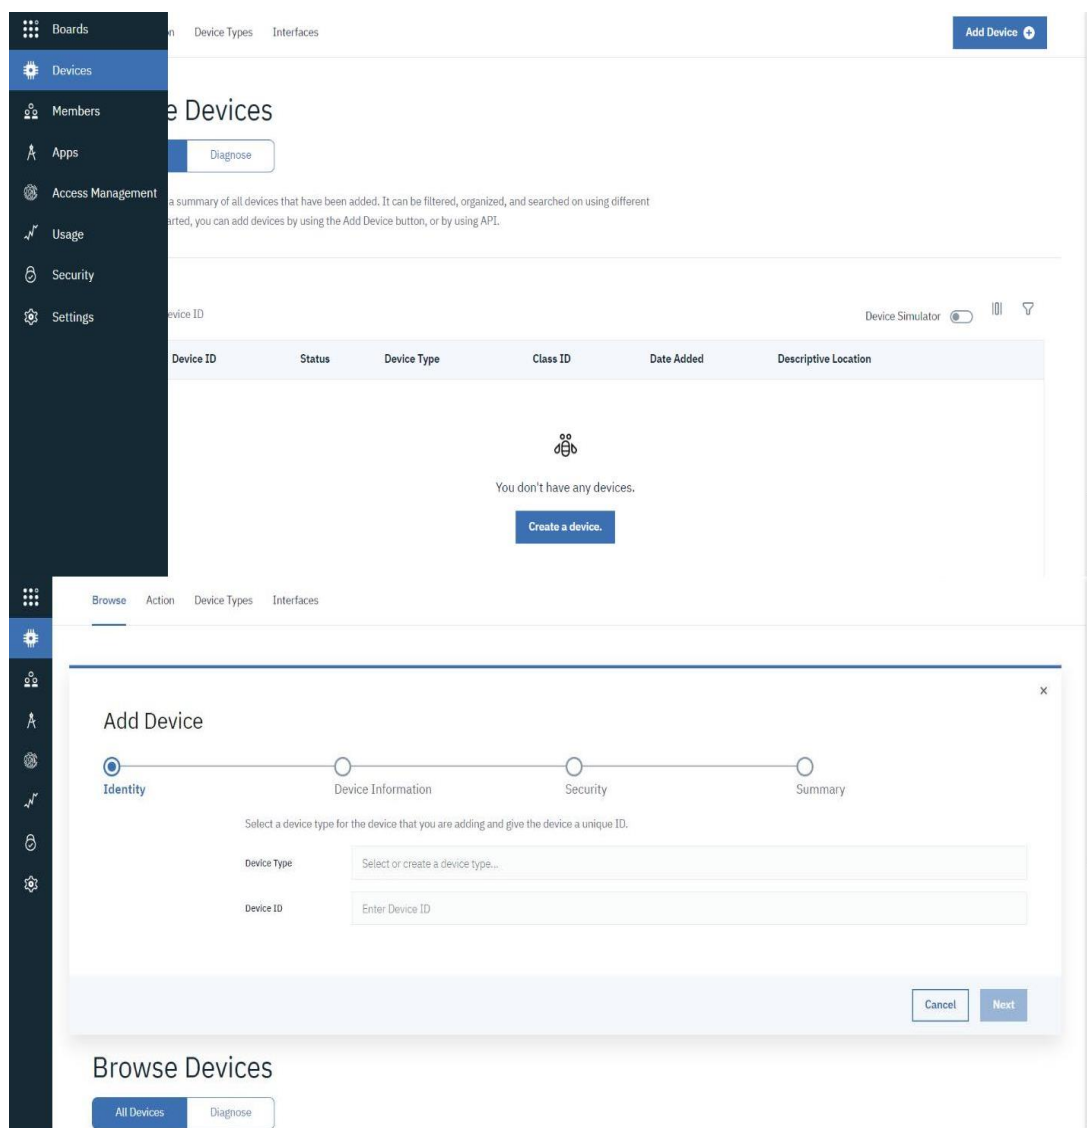 Boards
n Device Types Interfaces
Add Device
Devices
Members
e Devices
Apps
Diagnose
Access Management
a summary of all devices that have been added. It can be filtered, organized, and searched on using different
arted, you can add devices by using the Add Device button, or by using API.
Usage
Security
Settings
evice ID
Device Simulator
Device ID Status Device Type Class ID Date Added Descriptive Location
You don't have any devices.
Create a device.
Browse Action Device Types Interfaces
x
Add Device
Identity Device Information Security Summary
Select a device type for the device that you are adding and give the device a unique ID.
Device Type Select or create a device type...
Device ID Enter Device ID
Cancel Next
Browse Devices
All Devices Diagnose